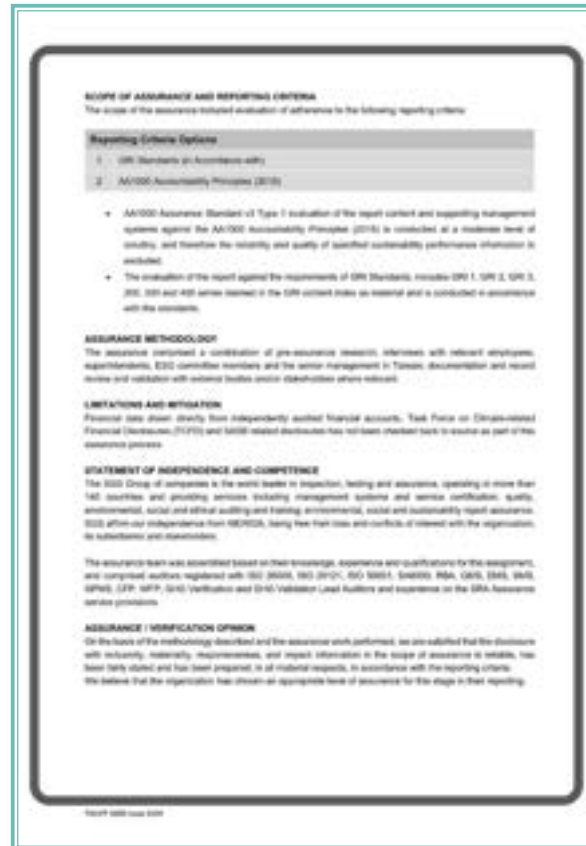 SCOPE OF ASSURANCE AND REPORTING CRITERIA
The scope of the assurance included evaluation of adherence to the following reporting criteria:
Reporting Criteria Options
1 GRI Standards (in Accordance with)
2 AA1000 Accountability Principles (2018)
• AA1000 Assurance Standard v3 Type 1 evaluation of the report content and supporting management
systems against the AA1000 Accountability Principles (2018) is conducted at a moderate level of
scrutiny, and therefore the reliability and quality of specified sustainability performance information is
excluded.
• The evaluation of the report against the requirements of GRI Standards, includes GRI 1, GRI 2, GRI 3,
200, 300 and 400 series claimed in the GRI content index as material and is conducted in accordance
with the standards.
ASSURANCE METHODOLOGY
The assurance comprised a combination of pre-assurance research, interviews with relevant employees,
superintendents, ESG committee members and the senior management in Taiwan; documentation and record
review and validation with external bodies and/or stakeholders where relevant.
LIMITATIONS AND MITIGATION
Financial data drawn directly from independently audited financial accounts, Task Force on Climate-related
Financial Disclosures (TCFD) and SASB related disclosures has not been checked back to source as part of this
assurance process.
STATEMENT OF INDEPENDENCE AND COMPETENCE
The SGS Group of companies is the world leader in inspection, testing and assurance, operating in more than
140 countries and providing services including management systems and service certification; quality,
environmental, social and ethical auditing and training; environmental, social and sustainability report assurance.
SGS affirm our independence from MERIDA, being free from bias and conflicts of interest with the organisation,
its subsidiaries and stakeholders.
The assurance team was assembled based on their knowledge, experience and qualifications for this assignment,
and comprised auditors registered with ISO 26000, ISO 20121, ISO 50001, SA8000, RBA, QMS, EMS, SMS,
GPMS, CFP, WFP, GHG Verification and GHG Validation Lead Auditors and experience on the SRA Assurance
service provisions.
ASSURANCE / VERIFICATION OPINION
On the basis of the methodology described and the assurance work performed, we are satisfied that the disclosure
with inclusivity, materiality, responsiveness, and impact information in the scope of assurance is reliable, has
been fairly stated and has been prepared, in all material respects, in accordance with the reporting criteria.
We believe that the organisation has chosen an appropriate level of assurance for this stage in their reporting.